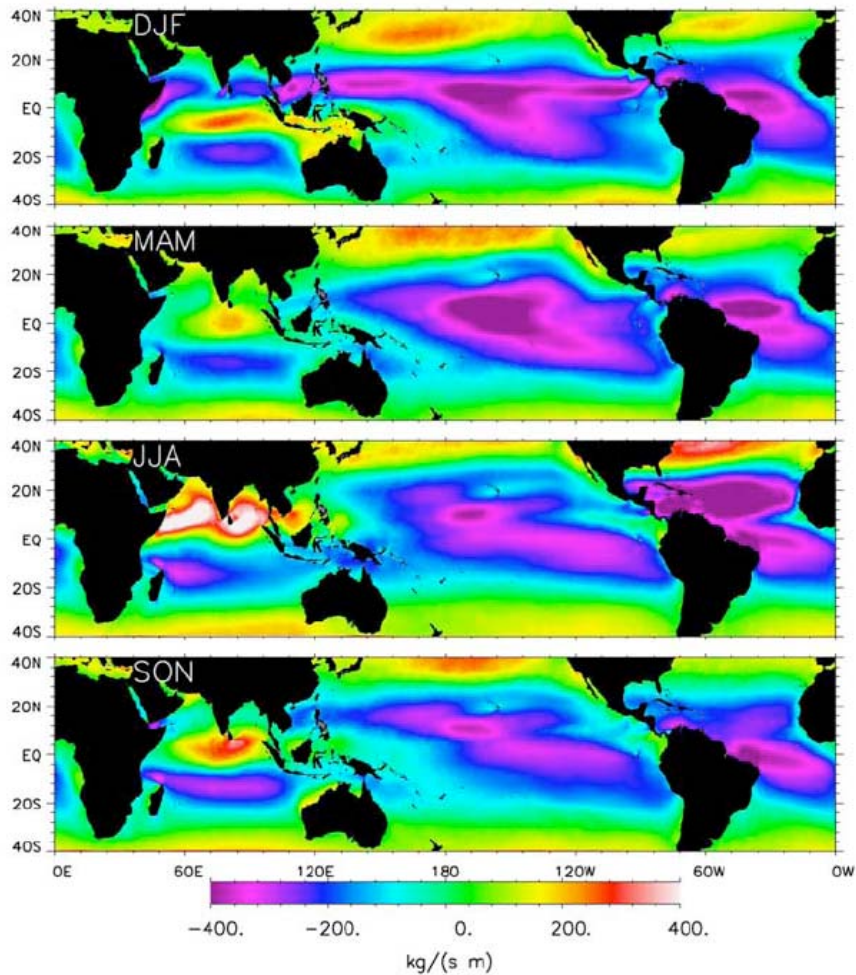 40N
DJF
20N
EQ
20S
40S
40N
MAM
20N
EQ
20S
40S
40N
JJA
20N
EQ
20S
40S
40N
SON
20N
EQ
20S
40S
0E 60E 120E 180 120W 60W 0W
-400. -200. 0. 200. 400.
kg/(s m)